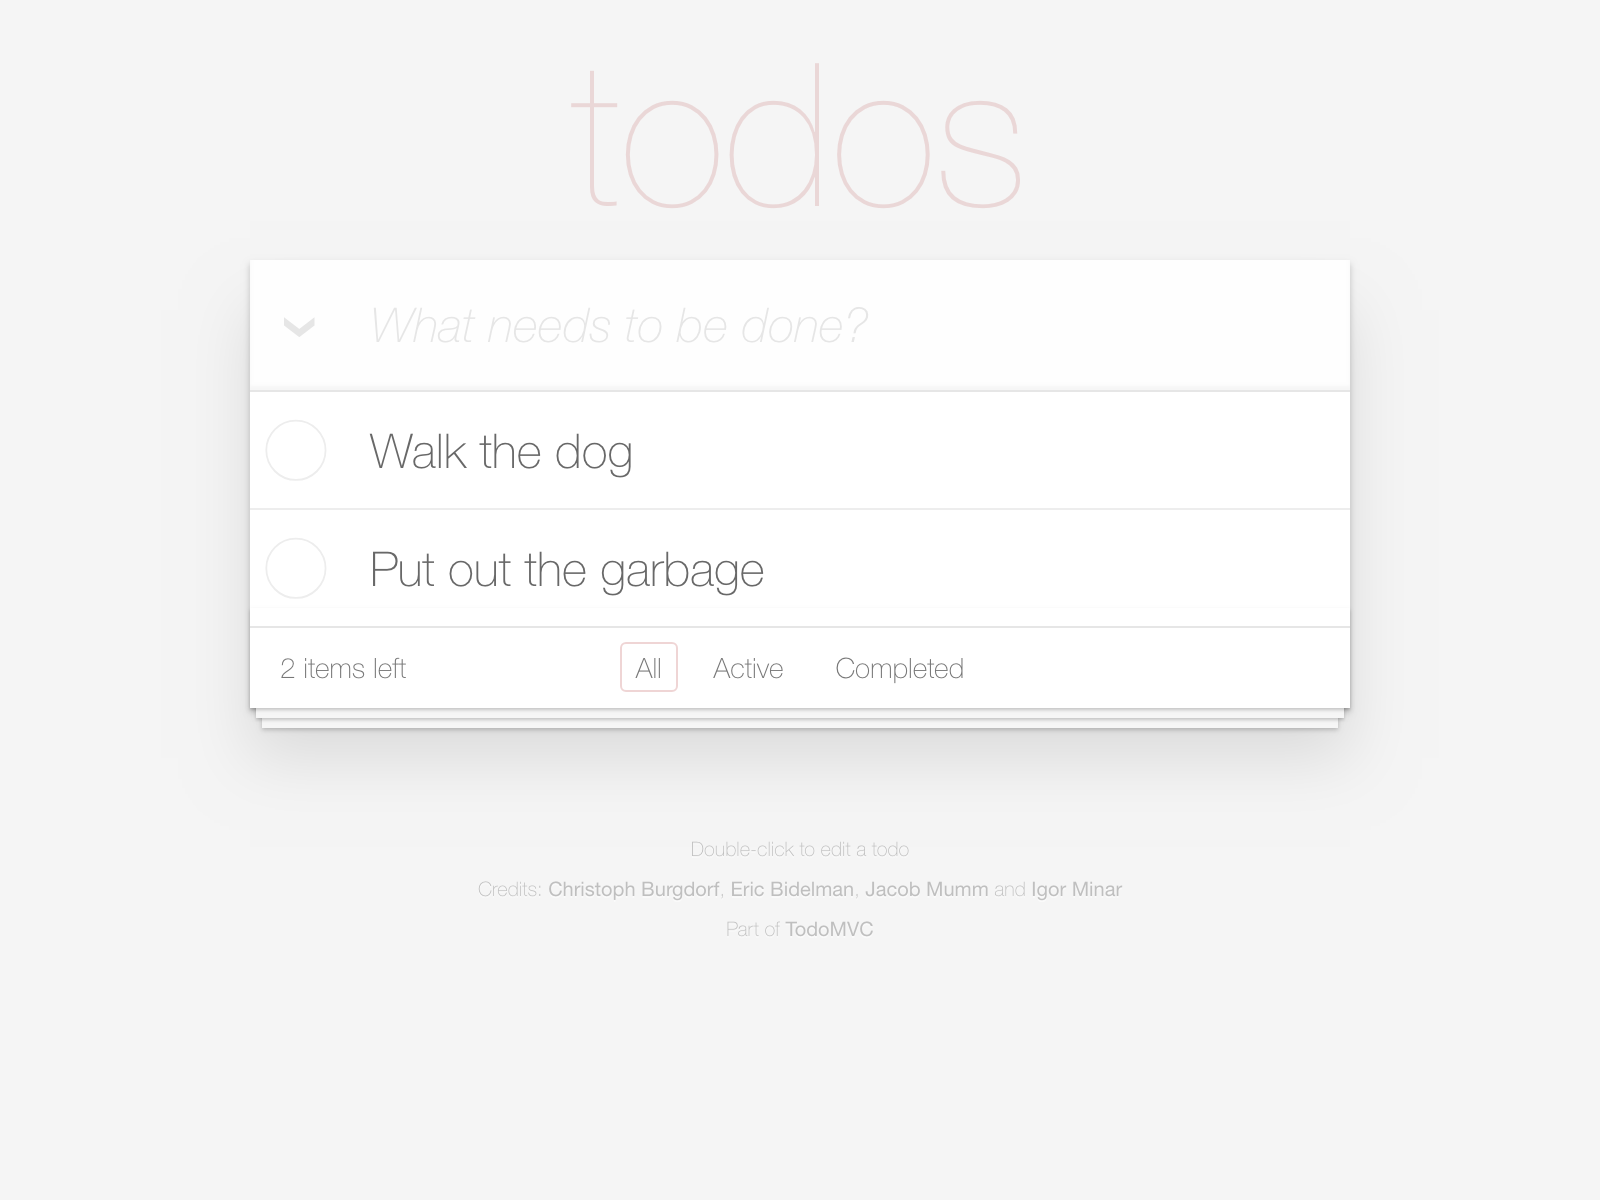 todos
What needs to be done?
Walk the dog
Put out the garbage
2 items left All Active Completed
Double-click to edit a todo
Credits: Christoph Burgdorf, Eric Bidelman, Jacob Mumm and Igor Minar
Part of TodoMVC